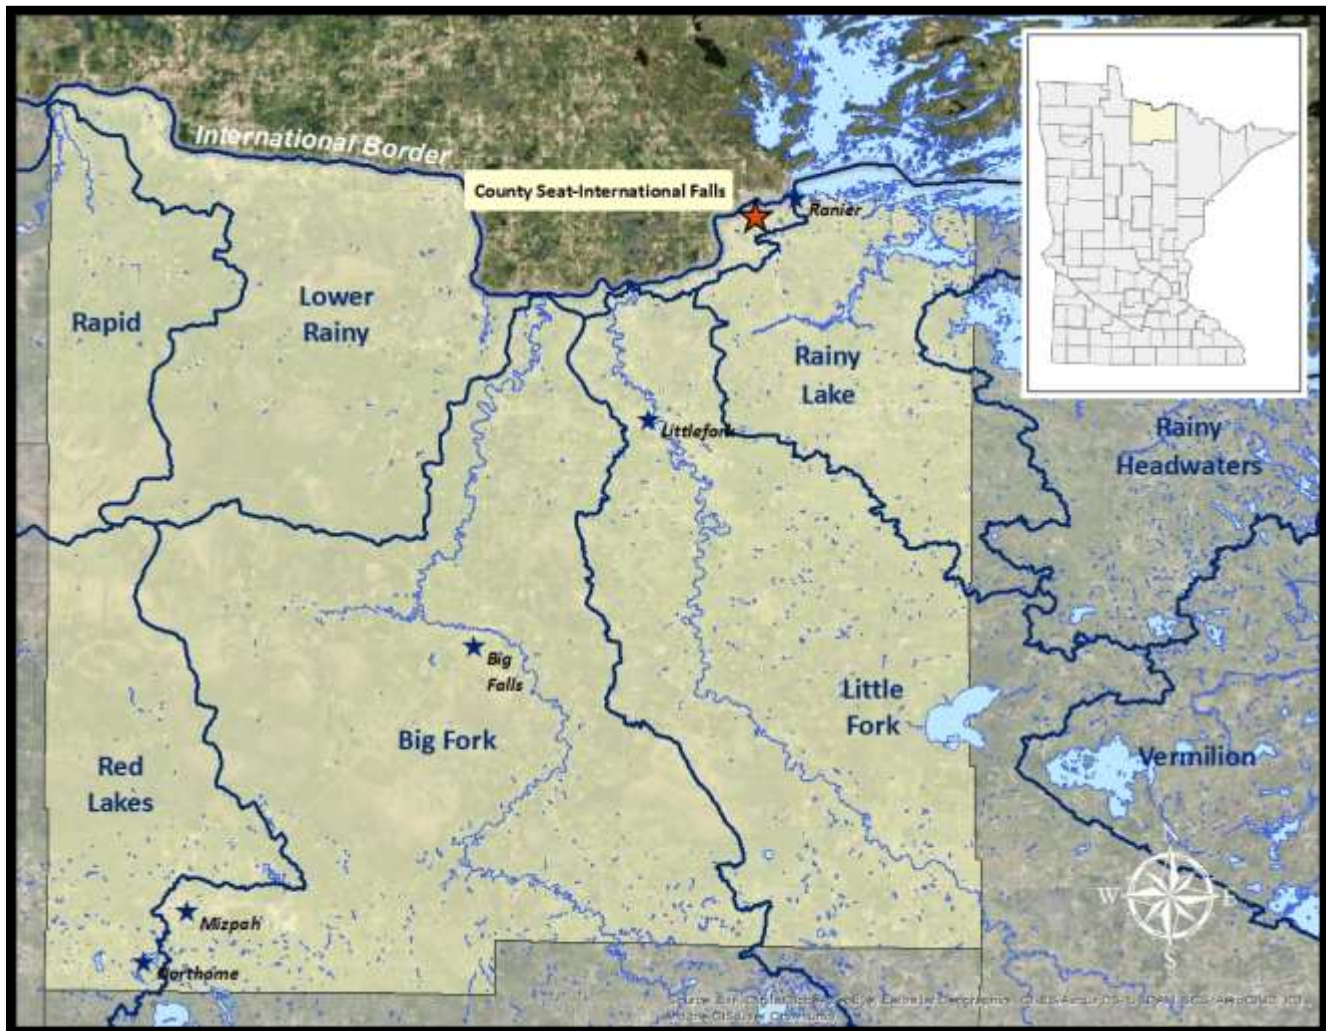 International Border
County Seat-International Falls
Ranier
Rapid
Lower
Rainy
Rainy
Lake
Littlefork
Rainy
Headwaters
Big
Falls
Little
Fork
Big Fork
Vermilion
Red
Lakes
N
W
E
S
Mizpah
Northome